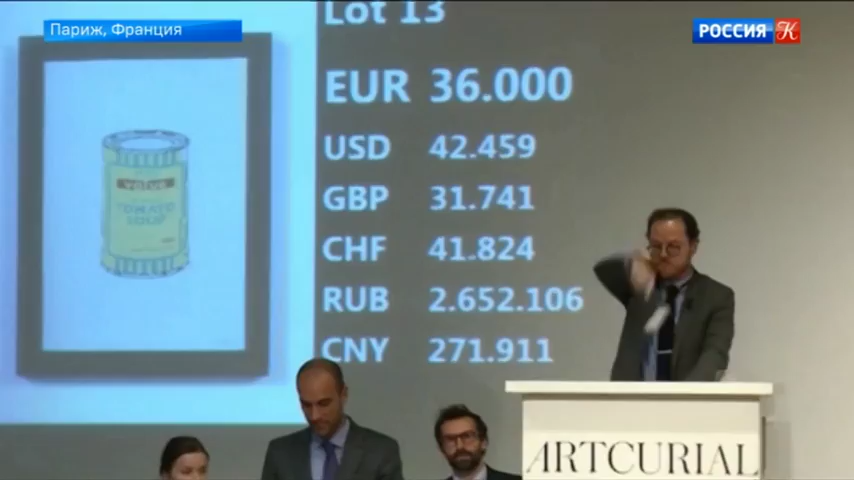 Париж, Франция
РОССИЯ К
Lot 13
EUR 36.000
USD 42.459
GBP 31.741
CHF 41.824
RUB 2.652.106
CNY 271.911
value
TOMATO
SOUP
ARTCURIAL